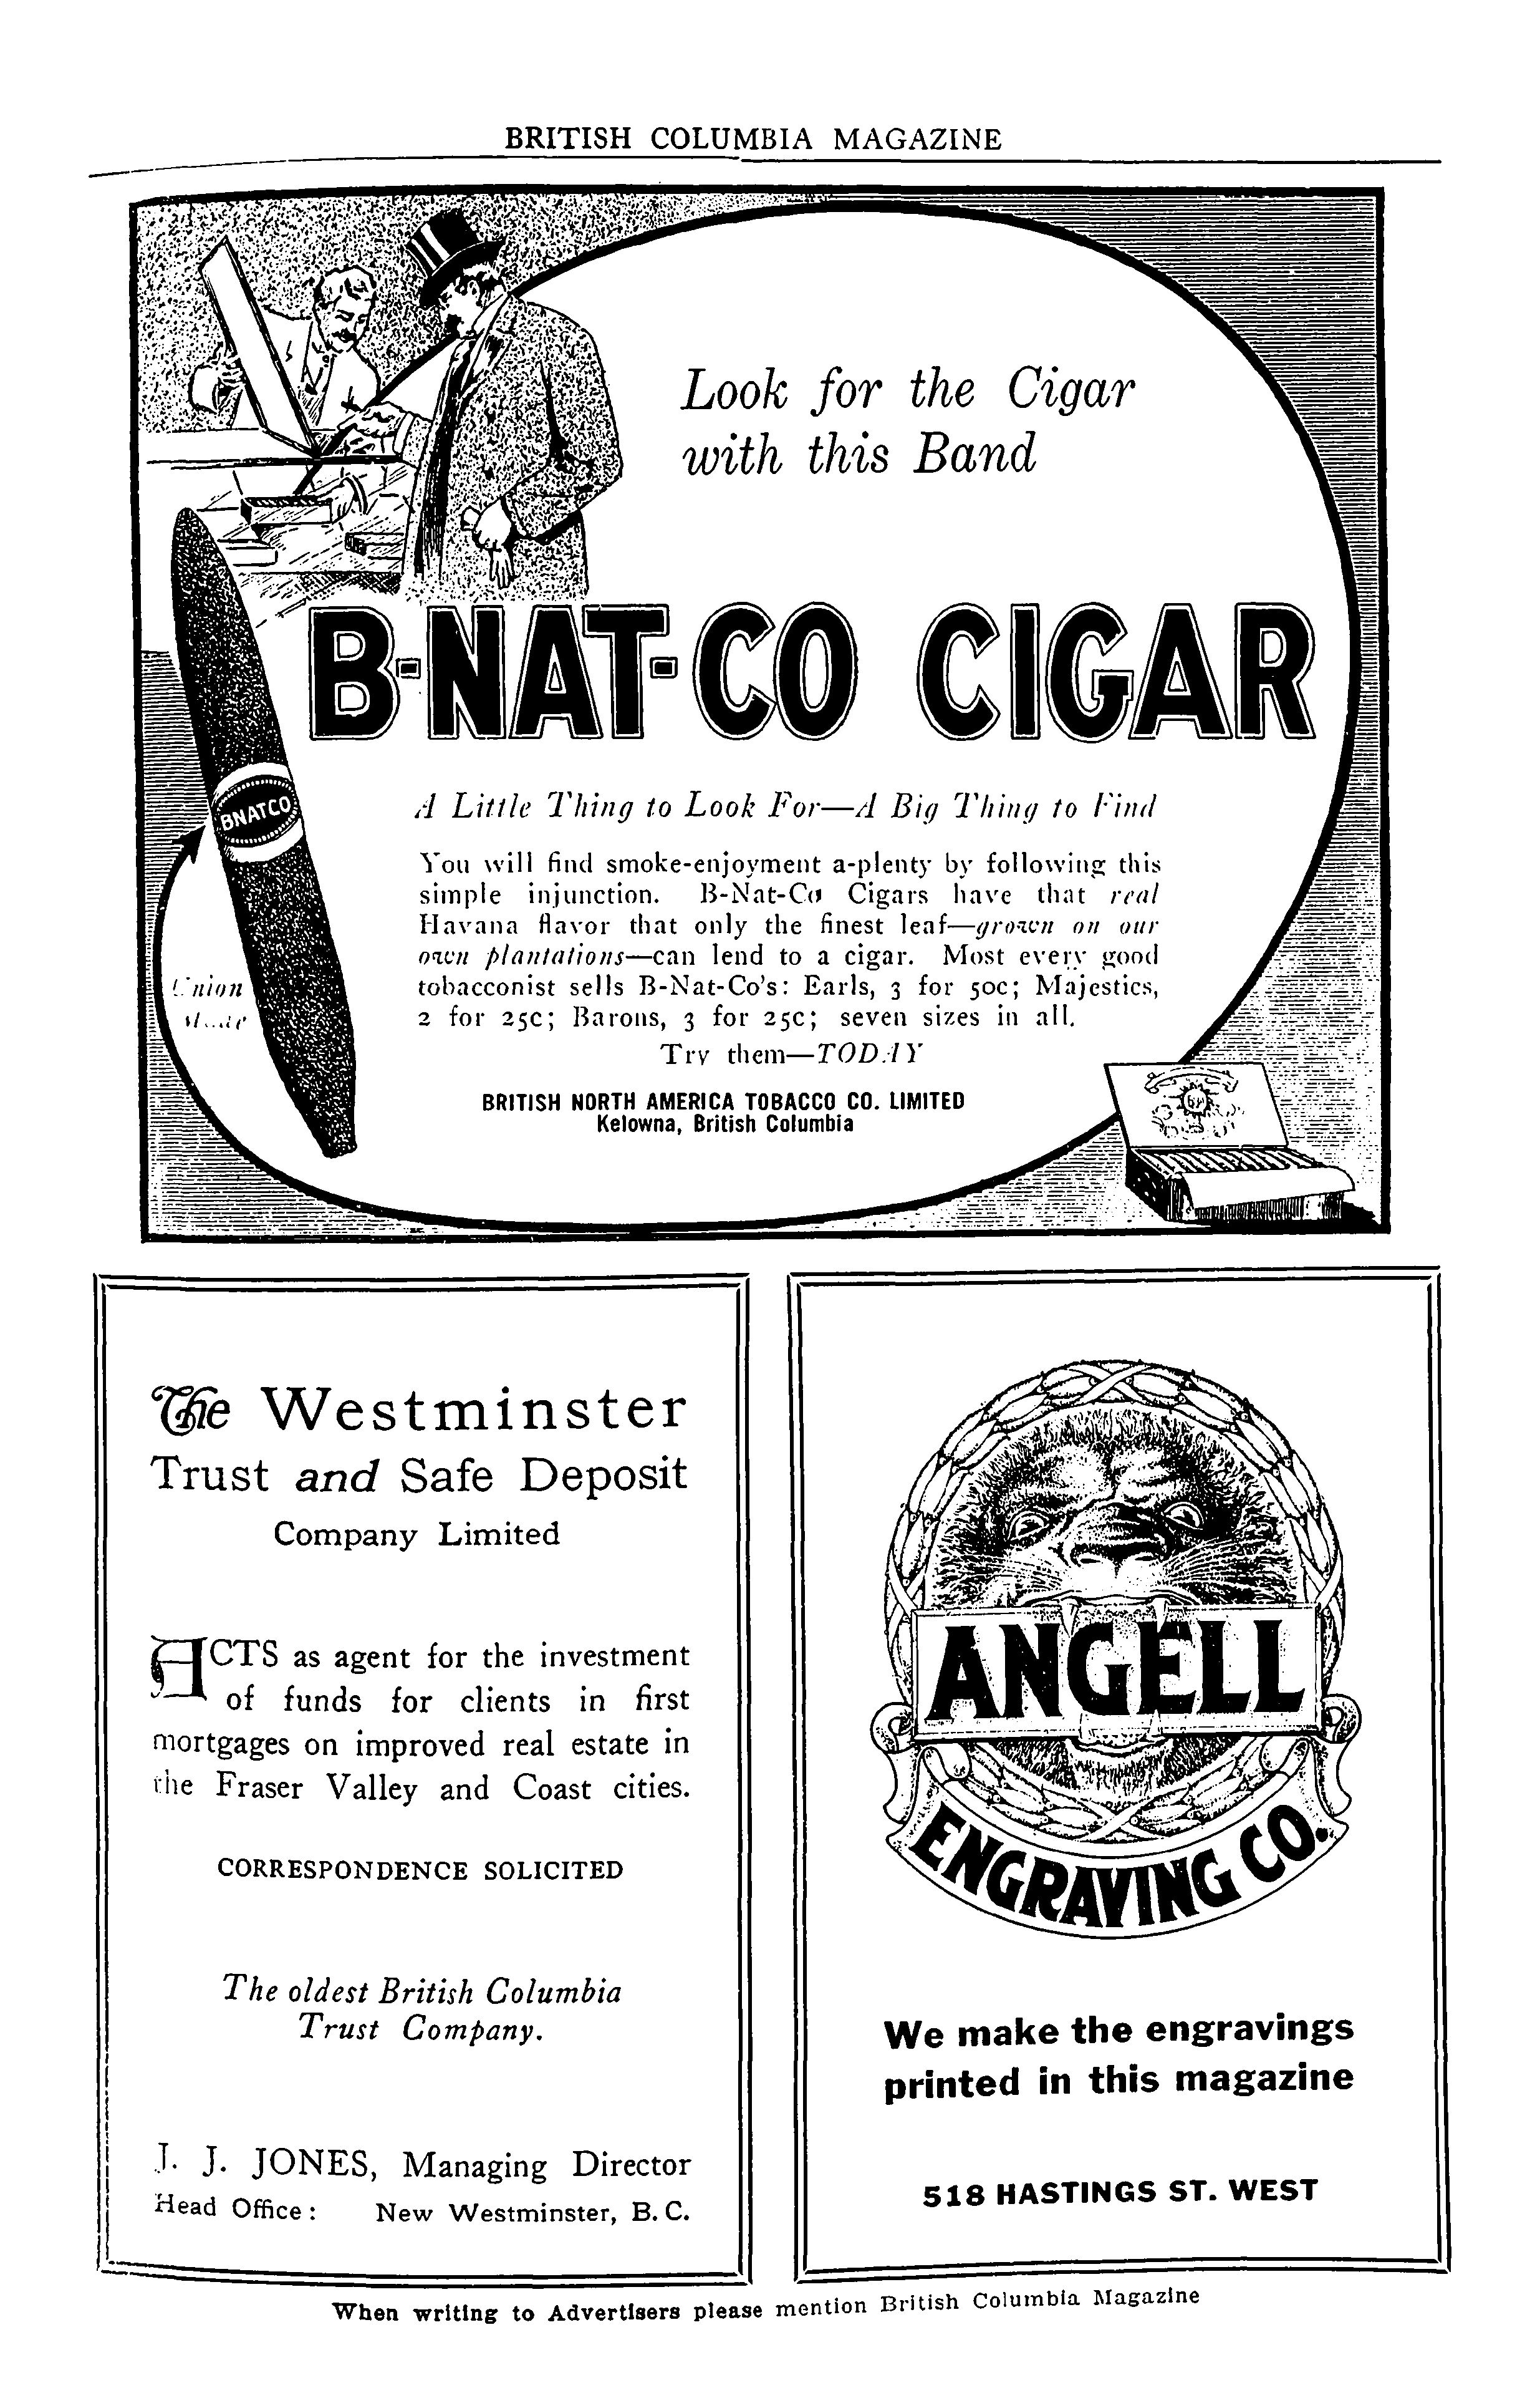 BRITISH COLUMBIA MAGAZINE
Look for the Cigar
with this Band
B-NAT-CO CIGAR
BNATCO
A Little Thing to Look For—A Big Thing to Find
You will find smoke-enjoyment a-plenty by following this
simple injunction. B-Nat-Co Cigars have that real
Havana flavor that only the finest leaf—grown on our
own plantations—can lend to a cigar. Most every good
tobacconist sells B-Nat-Co's: Earls, 3 for 50c; Majestics,
2 for 25c; Barons, 3 for 25c; seven sizes in all.
Try them—TODAY
Union
Made
BRITISH NORTH AMERICA TOBACCO CO. LIMITED
Kelowna, British Columbia
The Westminster
Trust and Safe Deposit
Company Limited
ACTS as agent for the investment
of funds for clients in first
mortgages on improved real estate in
the Fraser Valley and Coast cities.
CORRESPONDENCE SOLICITED
The oldest British Columbia
Trust Company.
J. J. JONES, Managing Director
Head Office: New Westminster, B. C.
ANGELL
ENGRAVING CO.
We make the engravings
printed in this magazine
518 HASTINGS ST. WEST
When writing to Advertisers please mention British Columbia Magazine